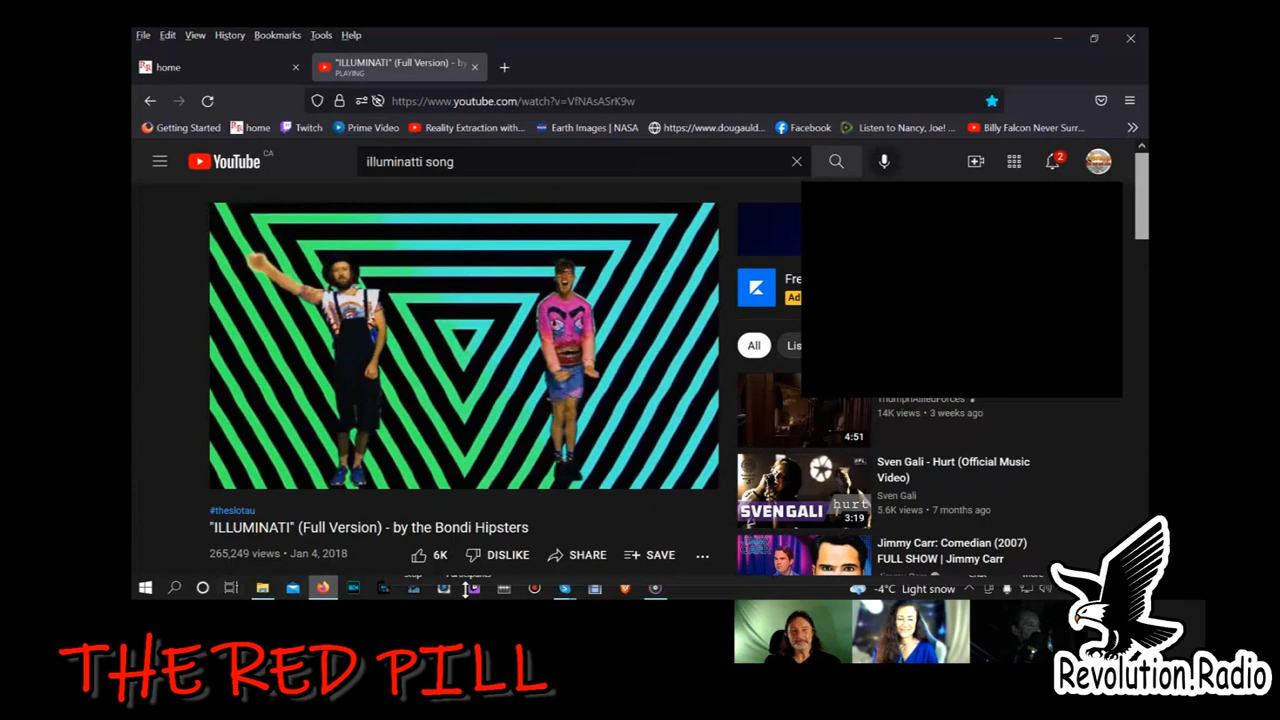 File Edit View History Bookmarks Tools Help
home
"ILLUMINATI" (Full Version) - by
PLAYING
https://www.youtube.com/watch?v=VfNAsASrK9w
Getting Started home Twitch Prime Video Reality Extraction with... Earth Images | NASA https://www.dougauld... Facebook Listen to Nancy, Joe! ... Billy Falcon Never Surr...
YouTube CA
illuminatti song
2
Fre
Ad
All Lis
14K views • 3 weeks ago
4:51
Sven Gali - Hurt (Official Music
Video)
Sven Gali
5.6K views • 7 months ago
SVENGALI hurt
3:19
#theslotau
"ILLUMINATI" (Full Version) - by the Bondi Hipsters
265,249 views • Jan 4, 2018
6K DISLIKE SHARE SAVE
Jimmy Carr: Comedian (2007)
FULL SHOW | Jimmy Carr
-4°C Light snow
THE RED PILL
Revolution.Radio